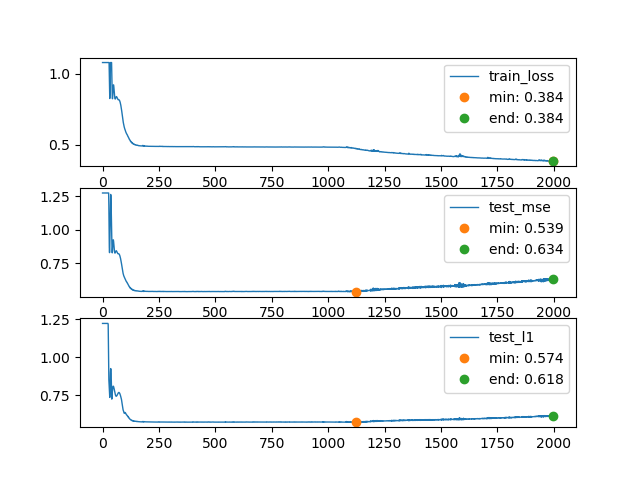 1.0
0.5
train_loss
min: 0.384
end: 0.384
0 250 500 750 1000 1250 1500 1750 2000
1.25
1.00
0.75
test_mse
min: 0.539
end: 0.634
0 250 500 750 1000 1250 1500 1750 2000
1.25
1.00
0.75
test_l1
min: 0.574
end: 0.618
0 250 500 750 1000 1250 1500 1750 2000